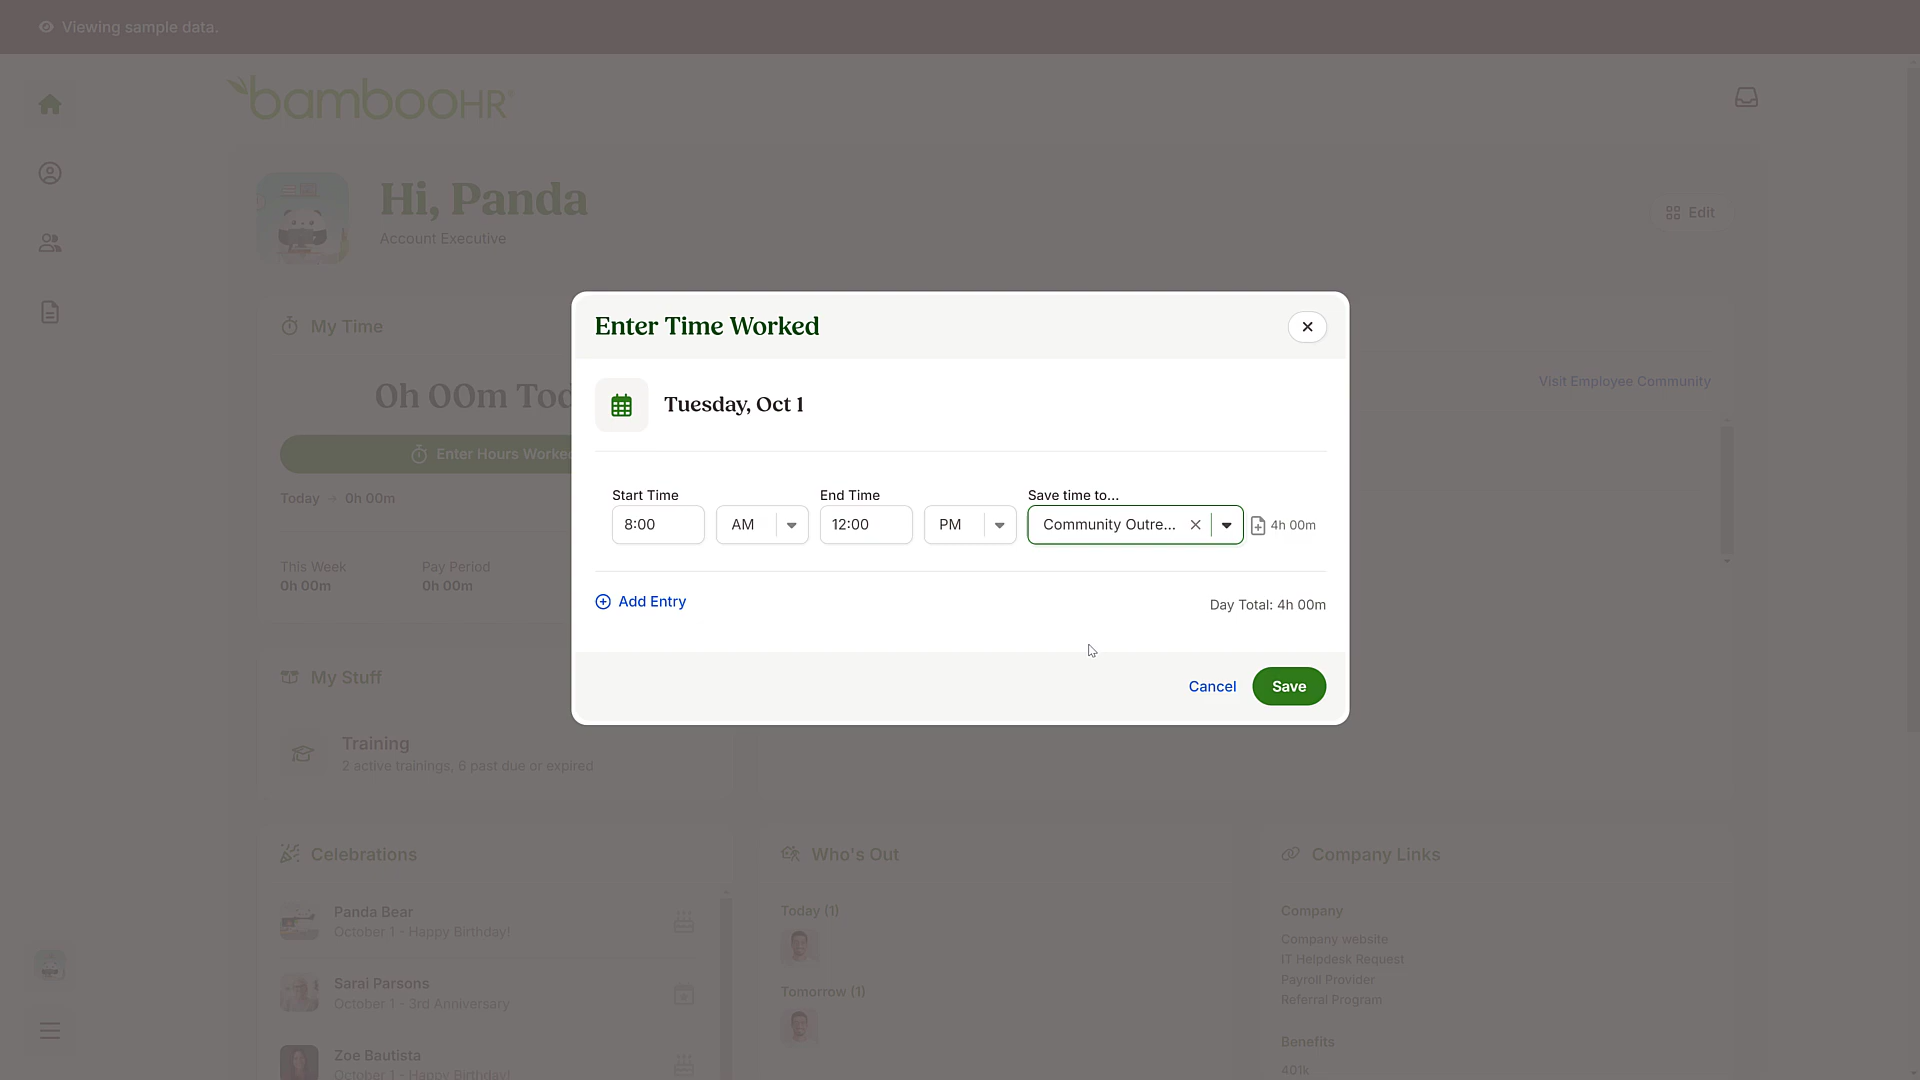 Viewing sample data.
bambooHR
Hi, Panda
Account Executive
Edit
My Time
0h 00m Tod
Enter Hours Worked
Today → 0h 00m
This Week
0h 00m
Pay Period
0h 00m
Visit Employee Community
Enter Time Worked
Tuesday, Oct 1
Start Time
End Time
Save time to...
8:00
AM
12:00
PM
Community Outre...
4h 00m
Add Entry
Day Total: 4h 00m
Cancel
Save
My Stuff
Training
2 active trainings, 6 past due or expired
Celebrations
Panda Bear
October 1 - Happy Birthday!
Sarai Parsons
October 1 - 3rd Anniversary
Zoe Bautista
October 1 - Happy Birthday!
Who's Out
Today (1)
Tomorrow (1)
Company Links
Company
Company website
IT Helpdesk Request
Payroll Provider
Referral Program
Benefits
401k